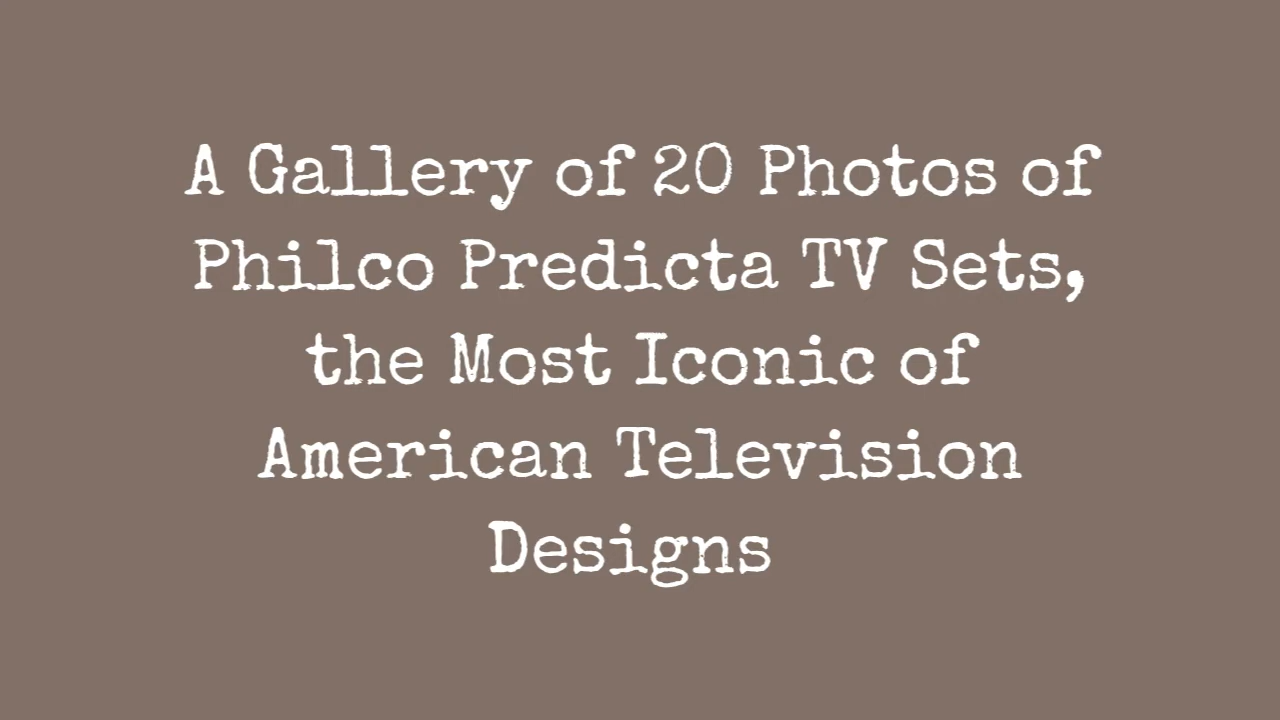 A Gallery of 20 Photos of
Philco Predicta TV Sets,
the Most Iconic of
American Television
Designs